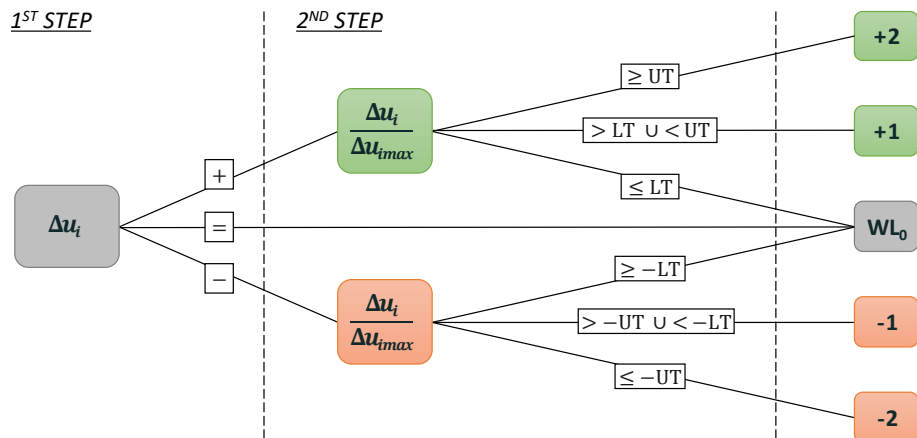 1ST STEP
2ND STEP
+2
≥ UT
Δui
Δuimax
> LT ∪ < UT
+1
+
≤ LT
Δui
=
WL0
−
≥ −LT
Δui
Δuimax
> −UT ∪ < −LT
-1
≤ −UT
-2